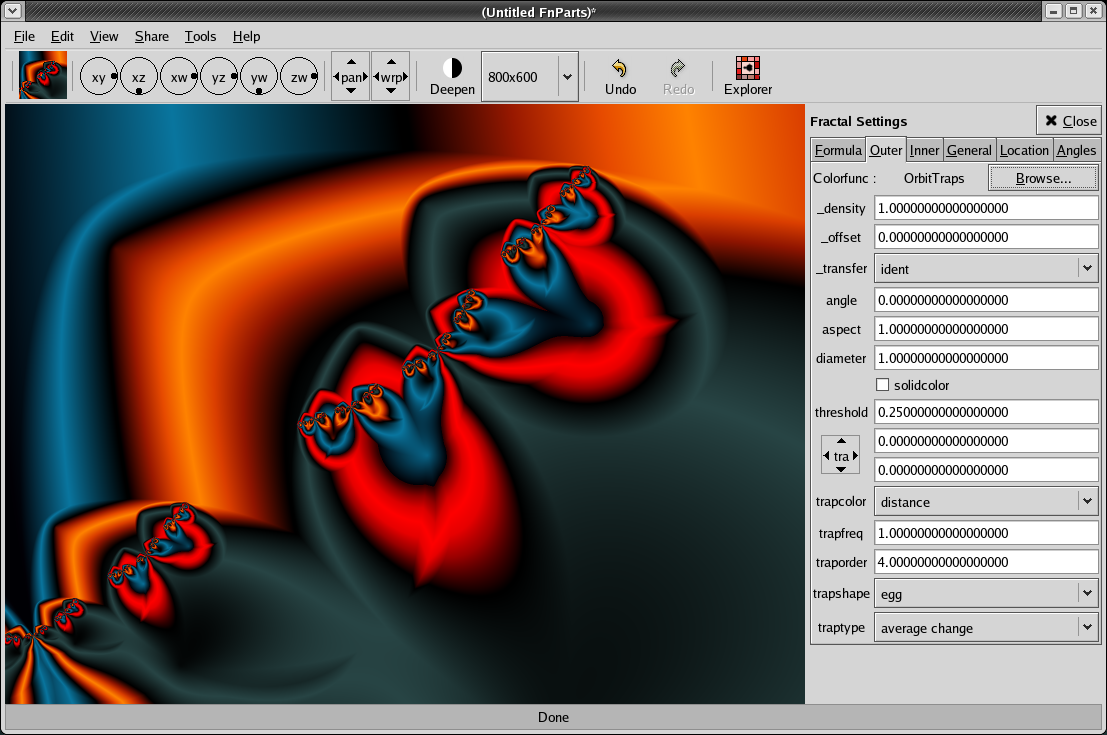 (Untitled FnParts)*
File Edit View Share Tools Help
xy xz xw yz yw zw pan wrp Deepen 800x600 Undo Redo Explorer
Fractal Settings Close
Formula Outer Inner General Location Angles
Colorfunc : OrbitTraps Browse...
_density 1.00000000000000000
_offset 0.00000000000000000
_transfer ident
angle 0.00000000000000000
aspect 1.00000000000000000
diameter 1.00000000000000000
solidcolor
threshold 0.25000000000000000
0.00000000000000000
tra
0.00000000000000000
trapcolor distance
trapfreq 1.00000000000000000
traporder 4.00000000000000000
trapshape egg
traptype average change
Done